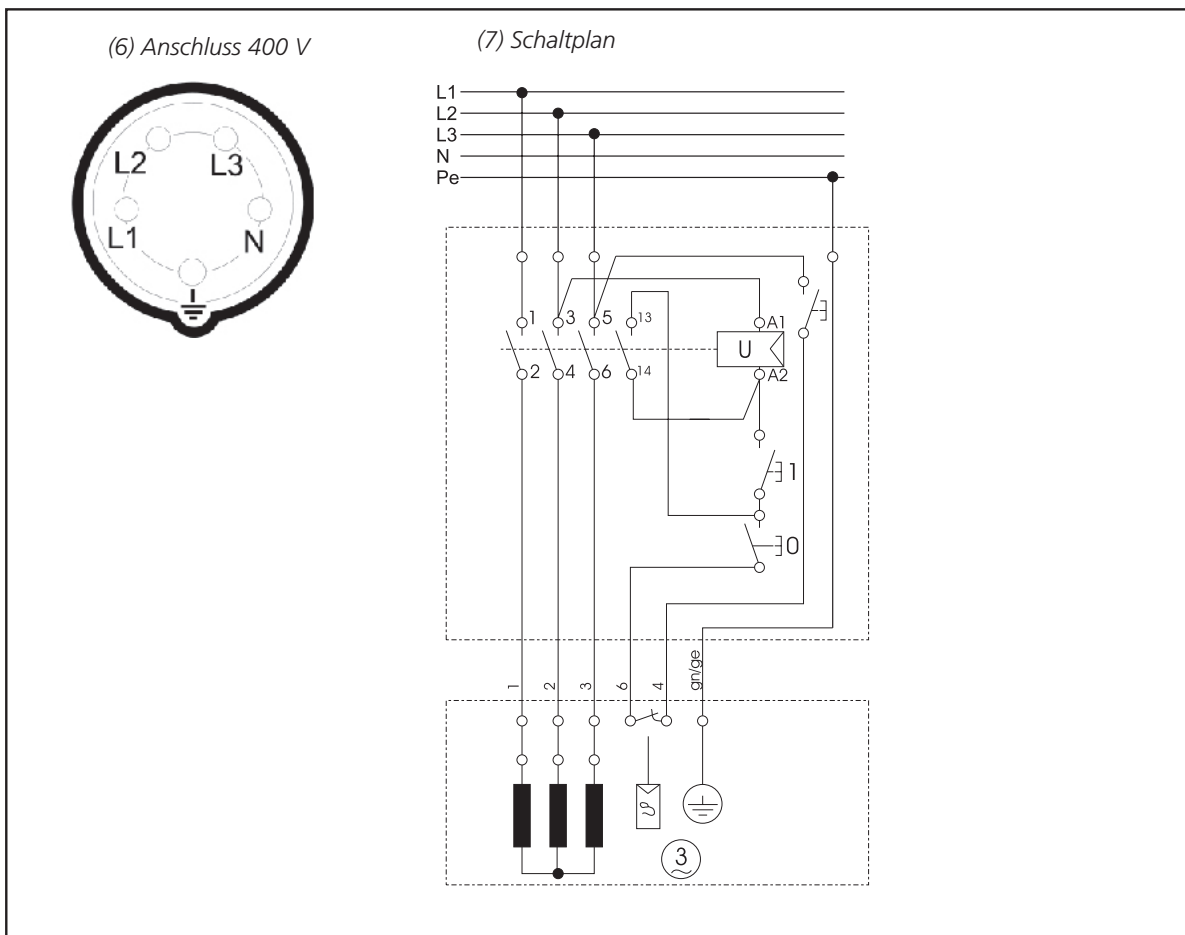 (6) Anschluss 400 V
L2 L3
L1 N
(7) Schaltplan
L1
L2
L3
N
Pe
1 3 5 13 A1
U
2 4 6 14 A2
1
0
1 2 3 6 4 gn/ge
ϑ
3
~